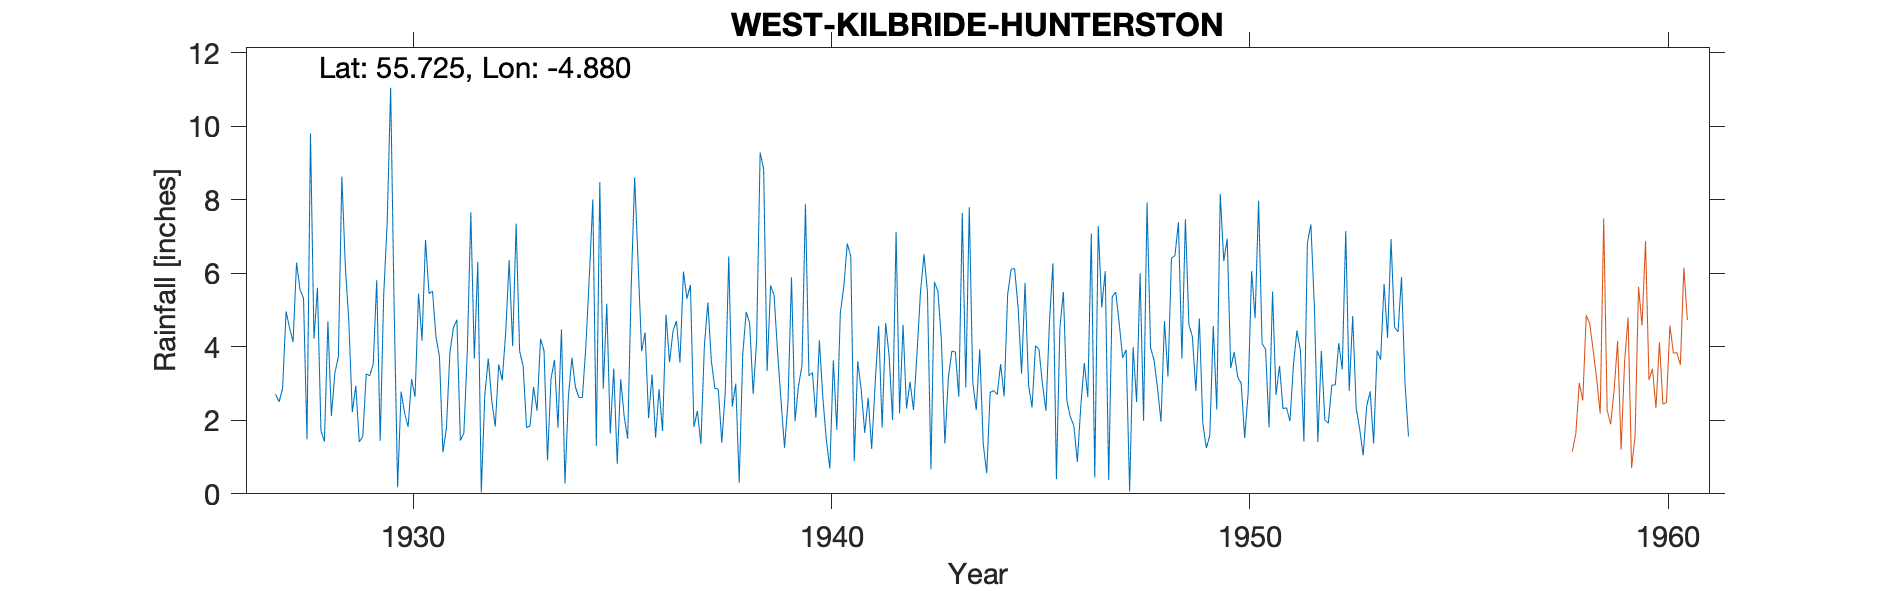 WEST-KILBRIDE-HUNTERSTON
Lat: 55.725, Lon: -4.880
12
10
8
6
4
2
0
Rainfall [inches]
1930 1940 1950 1960
Year